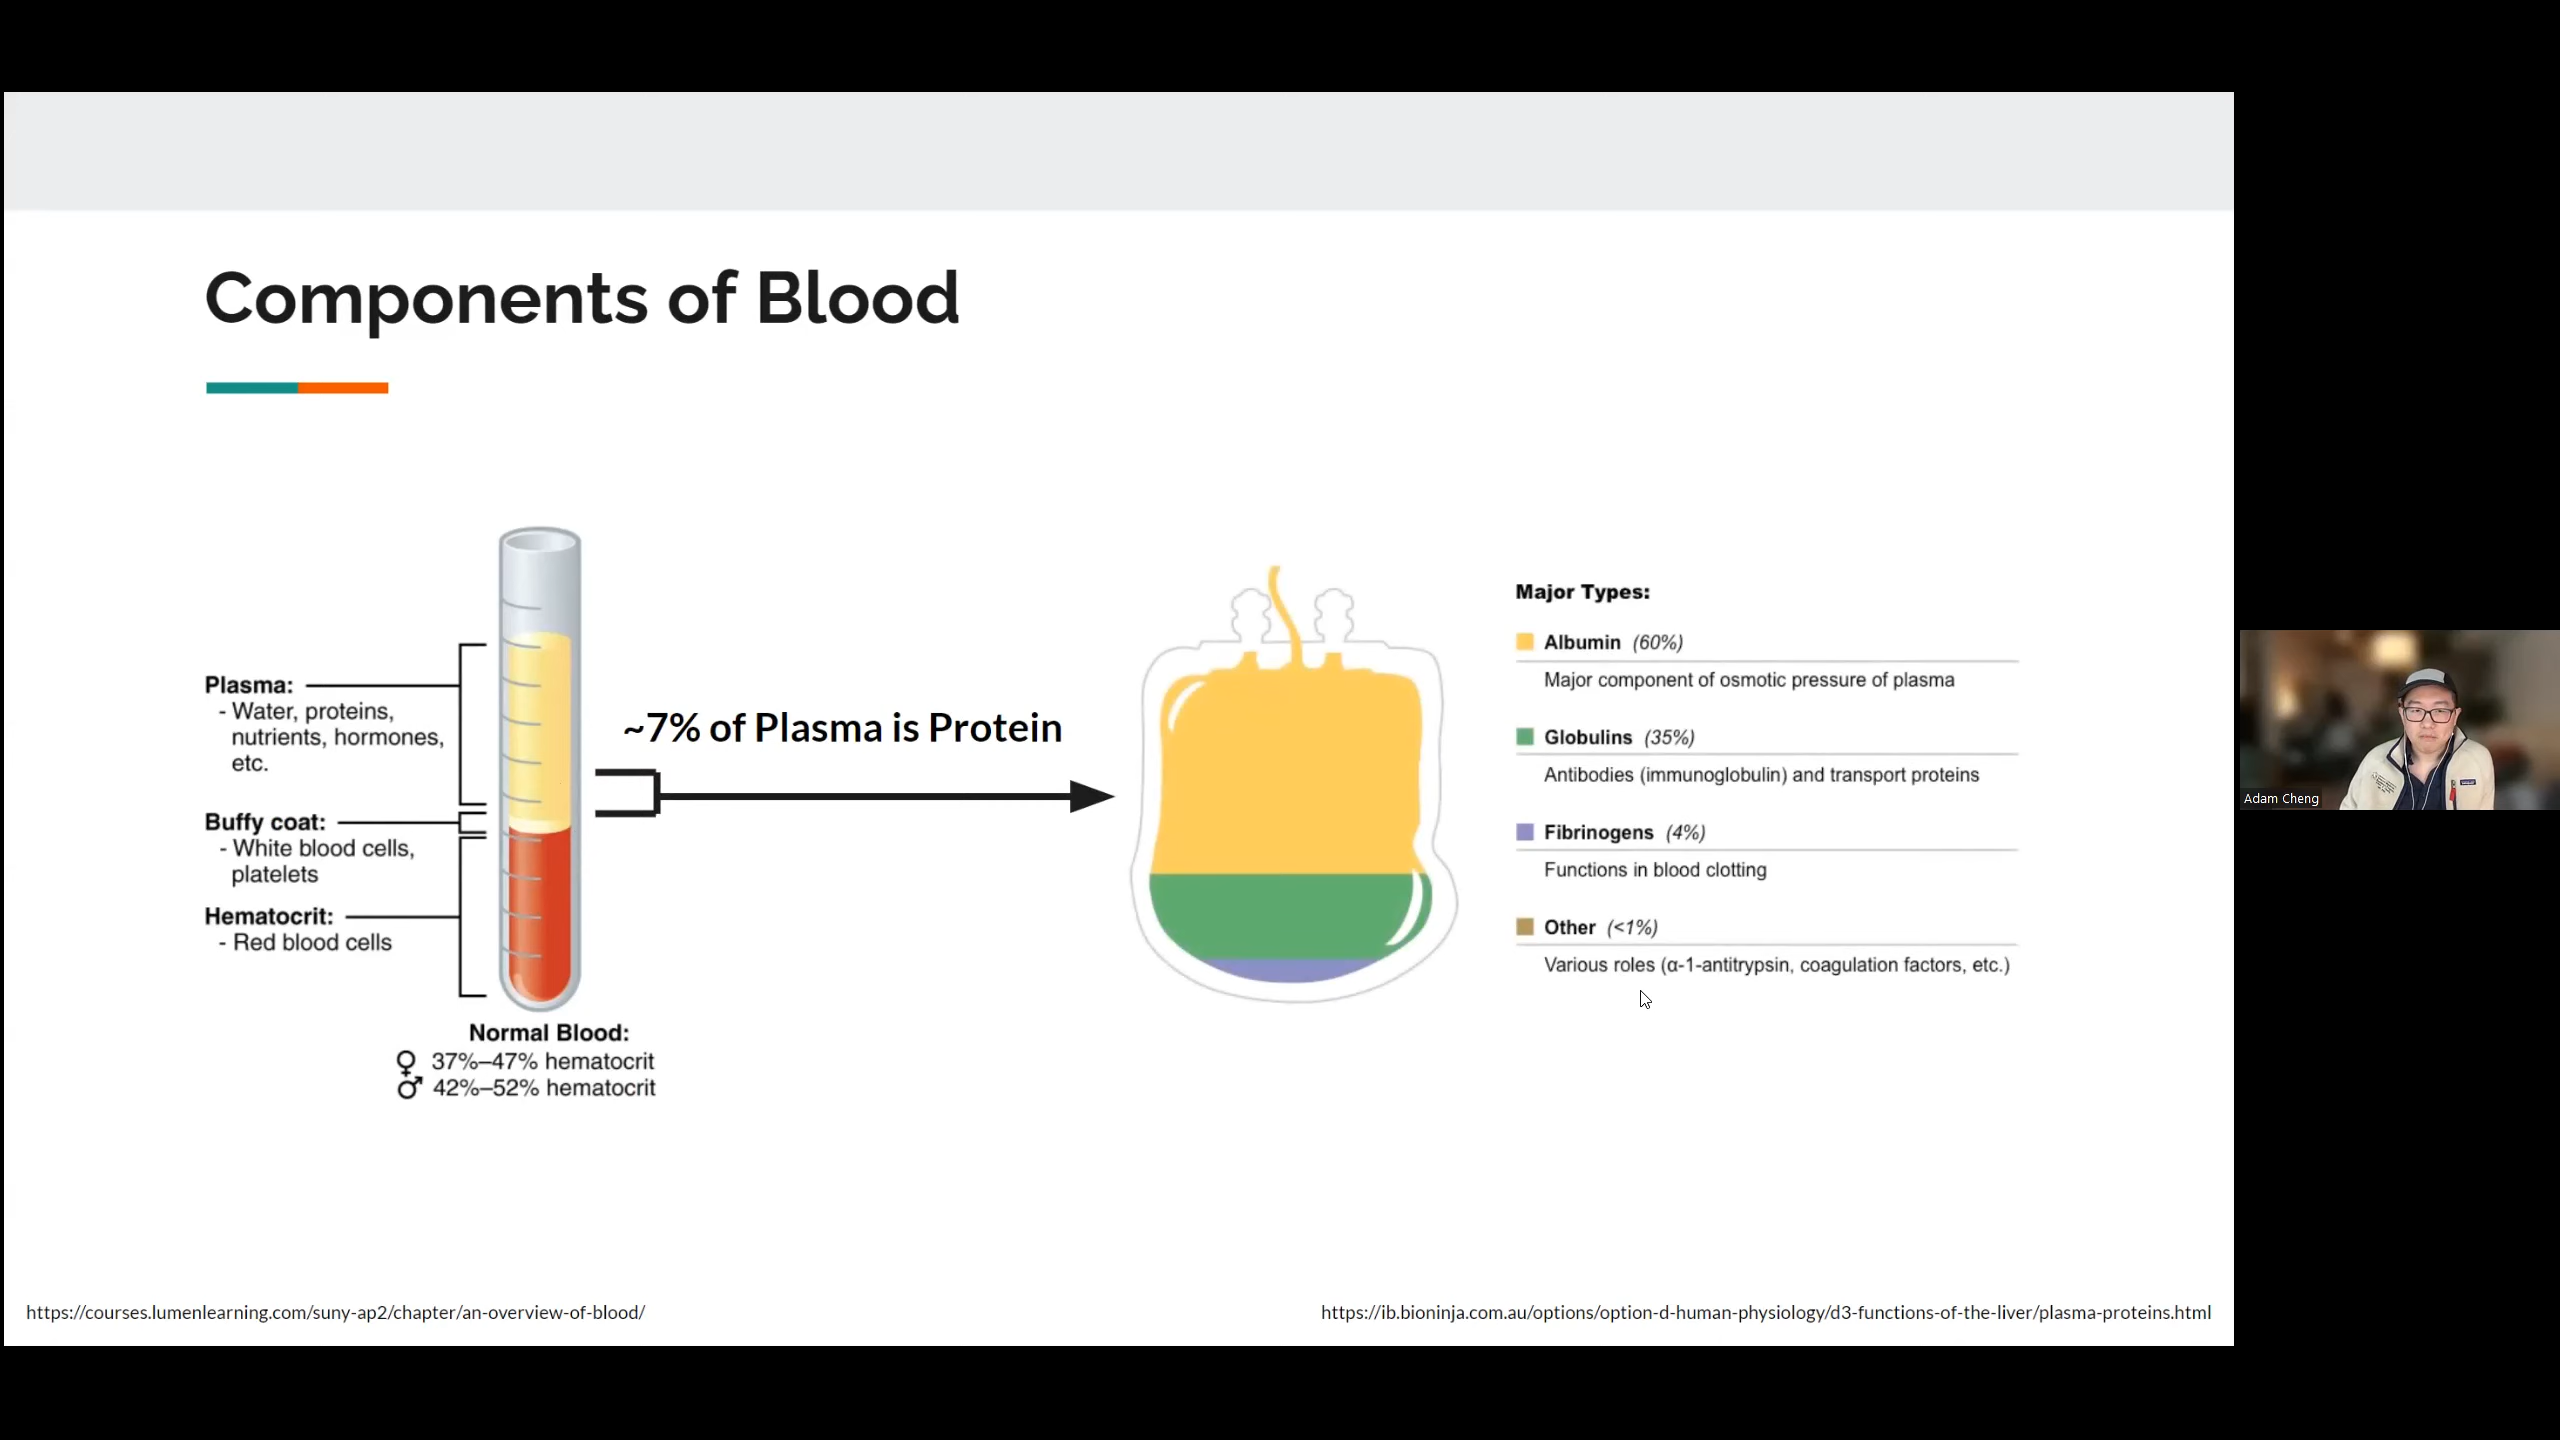 Components of Blood
Plasma:
- Water, proteins,
nutrients, hormones,
etc.
Buffy coat:
- White blood cells,
platelets
Hematocrit:
- Red blood cells
Normal Blood:
♀ 37%–47% hematocrit
♂ 42%–52% hematocrit
~7% of Plasma is Protein
Major Types:
Albumin (60%)
Major component of osmotic pressure of plasma
Globulins (35%)
Antibodies (immunoglobulin) and transport proteins
Fibrinogens (4%)
Functions in blood clotting
Other (<1%)
Various roles (α-1-antitrypsin, coagulation factors, etc.)
https://courses.lumenlearning.com/suny-ap2/chapter/an-overview-of-blood/
https://ib.bioninja.com.au/options/option-d-human-physiology/d3-functions-of-the-liver/plasma-proteins.html
Adam Cheng